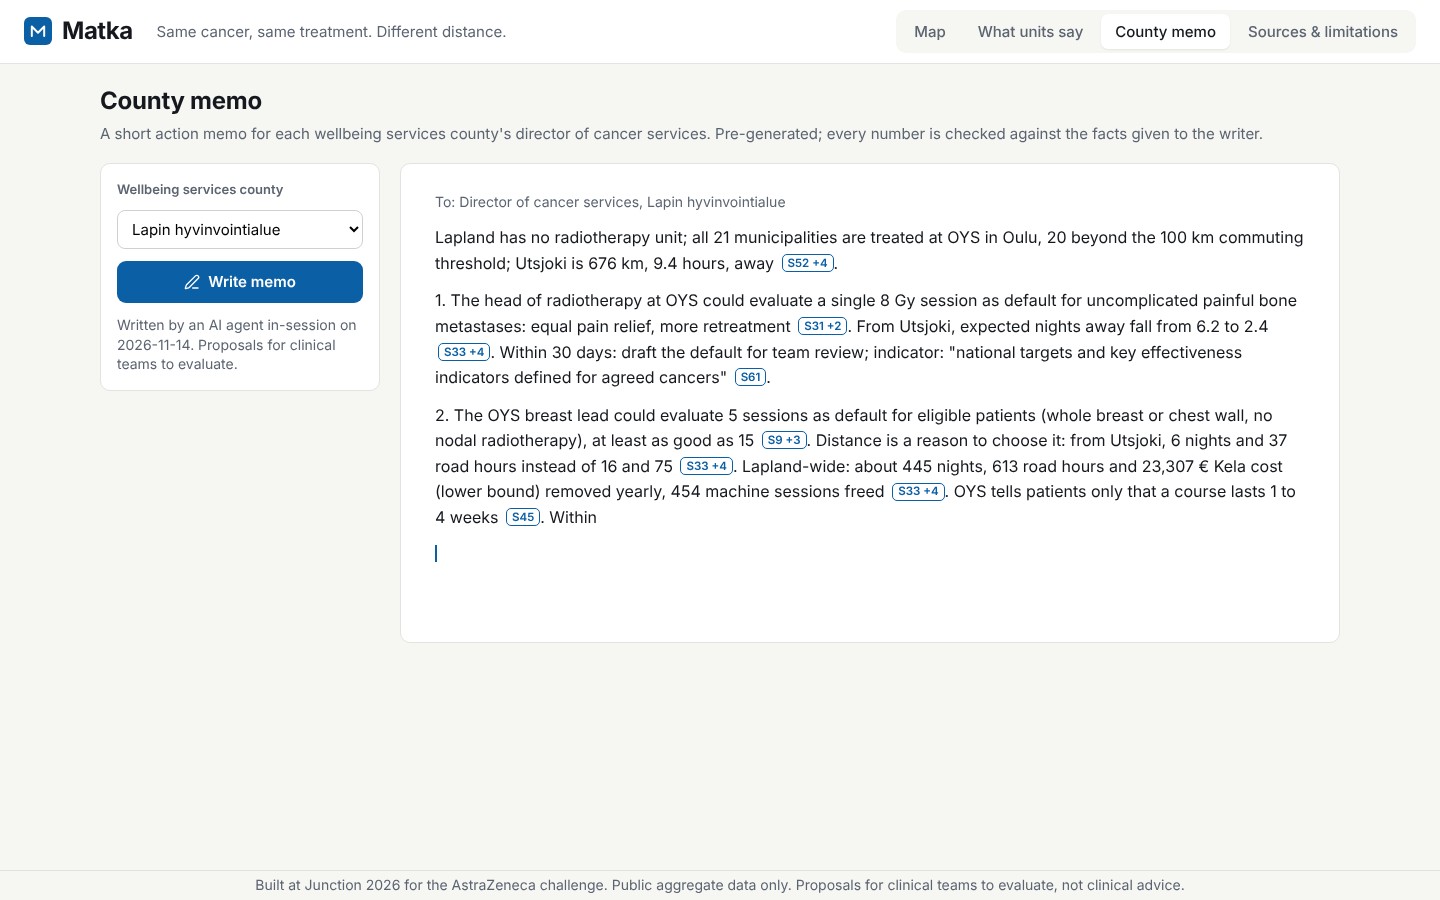 Matka
Same cancer, same treatment. Different distance.
Map
What units say
County memo
Sources & limitations
County memo
A short action memo for each wellbeing services county's director of cancer services. Pre-generated; every number is checked against the facts given to the writer.
Wellbeing services county
Lapin hyvinvointialue
Write memo
Written by an AI agent in-session on
2026-11-14. Proposals for clinical
teams to evaluate.
To: Director of cancer services, Lapin hyvinvointialue
Lapland has no radiotherapy unit; all 21 municipalities are treated at OYS in Oulu, 20 beyond the 100 km commuting
threshold; Utsjoki is 676 km, 9.4 hours, away S52 +4.
1. The head of radiotherapy at OYS could evaluate a single 8 Gy session as default for uncomplicated painful bone
metastases: equal pain relief, more retreatment S31 +2. From Utsjoki, expected nights away fall from 6.2 to 2.4
S33 +4. Within 30 days: draft the default for team review; indicator: "national targets and key effectiveness
indicators defined for agreed cancers" S61.
2. The OYS breast lead could evaluate 5 sessions as default for eligible patients (whole breast or chest wall, no
nodal radiotherapy), at least as good as 15 S9 +3. Distance is a reason to choose it: from Utsjoki, 6 nights and 37
road hours instead of 16 and 75 S33 +4. Lapland-wide: about 445 nights, 613 road hours and 23,307 € Kela cost
(lower bound) removed yearly, 454 machine sessions freed S33 +4. OYS tells patients only that a course lasts 1 to
4 weeks S45. Within
Built at Junction 2026 for the AstraZeneca challenge. Public aggregate data only. Proposals for clinical teams to evaluate, not clinical advice.